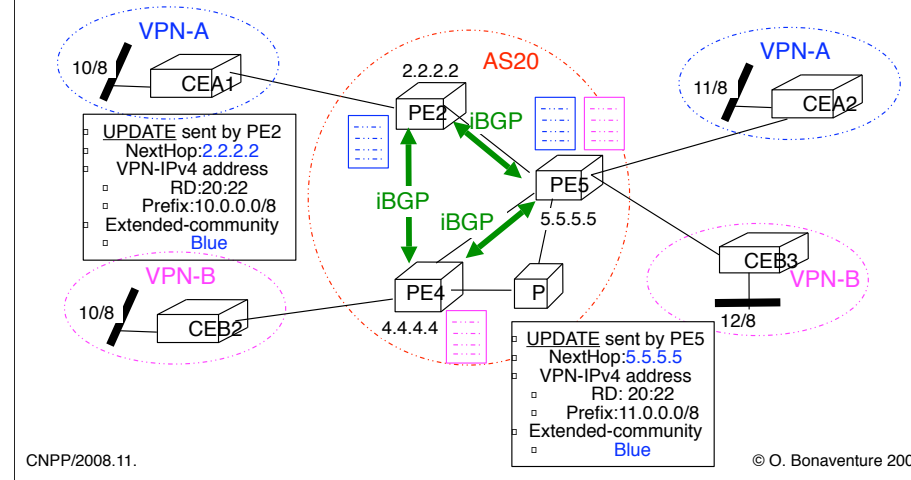 VPN-A
10/8
CEA1
2.2.2.2
AS20
PE2
iBGP
VPN-A
11/8
CEA2
UPDATE sent by PE2
NextHop:2.2.2.2
VPN-IPv4 address
RD:20:22
Prefix:10.0.0.0/8
Extended-community
Blue
iBGP
iBGP
PE5
5.5.5.5
VPN-B
10/8
CEB2
PE4
4.4.4.4
P
CEB3
VPN-B
12/8
UPDATE sent by PE5
NextHop:5.5.5.5
VPN-IPv4 address
RD: 20:22
Prefix:11.0.0.0/8
Extended-community
Blue
CNPP/2008.11.
© O. Bonaventure 200